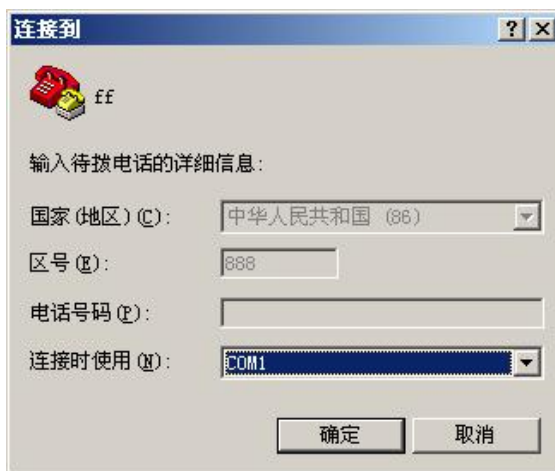 连接到
ff
输入待拨电话的详细信息:
国家(地区)(C): 中华人民共和国 (86)
区号(E): 888
电话号码(P):
连接时使用(N): COM1
确定 取消